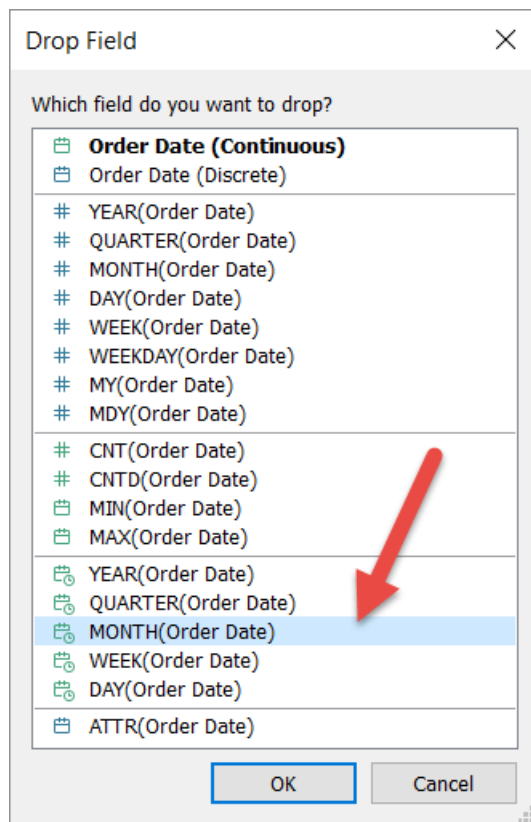 Drop Field
Which field do you want to drop?
Order Date (Continuous)
Order Date (Discrete)
YEAR(Order Date)
QUARTER(Order Date)
MONTH(Order Date)
DAY(Order Date)
WEEK(Order Date)
WEEKDAY(Order Date)
MY(Order Date)
MDY(Order Date)
CNT(Order Date)
CNTD(Order Date)
MIN(Order Date)
MAX(Order Date)
YEAR(Order Date)
QUARTER(Order Date)
MONTH(Order Date)
WEEK(Order Date)
DAY(Order Date)
ATTR(Order Date)
OK Cancel